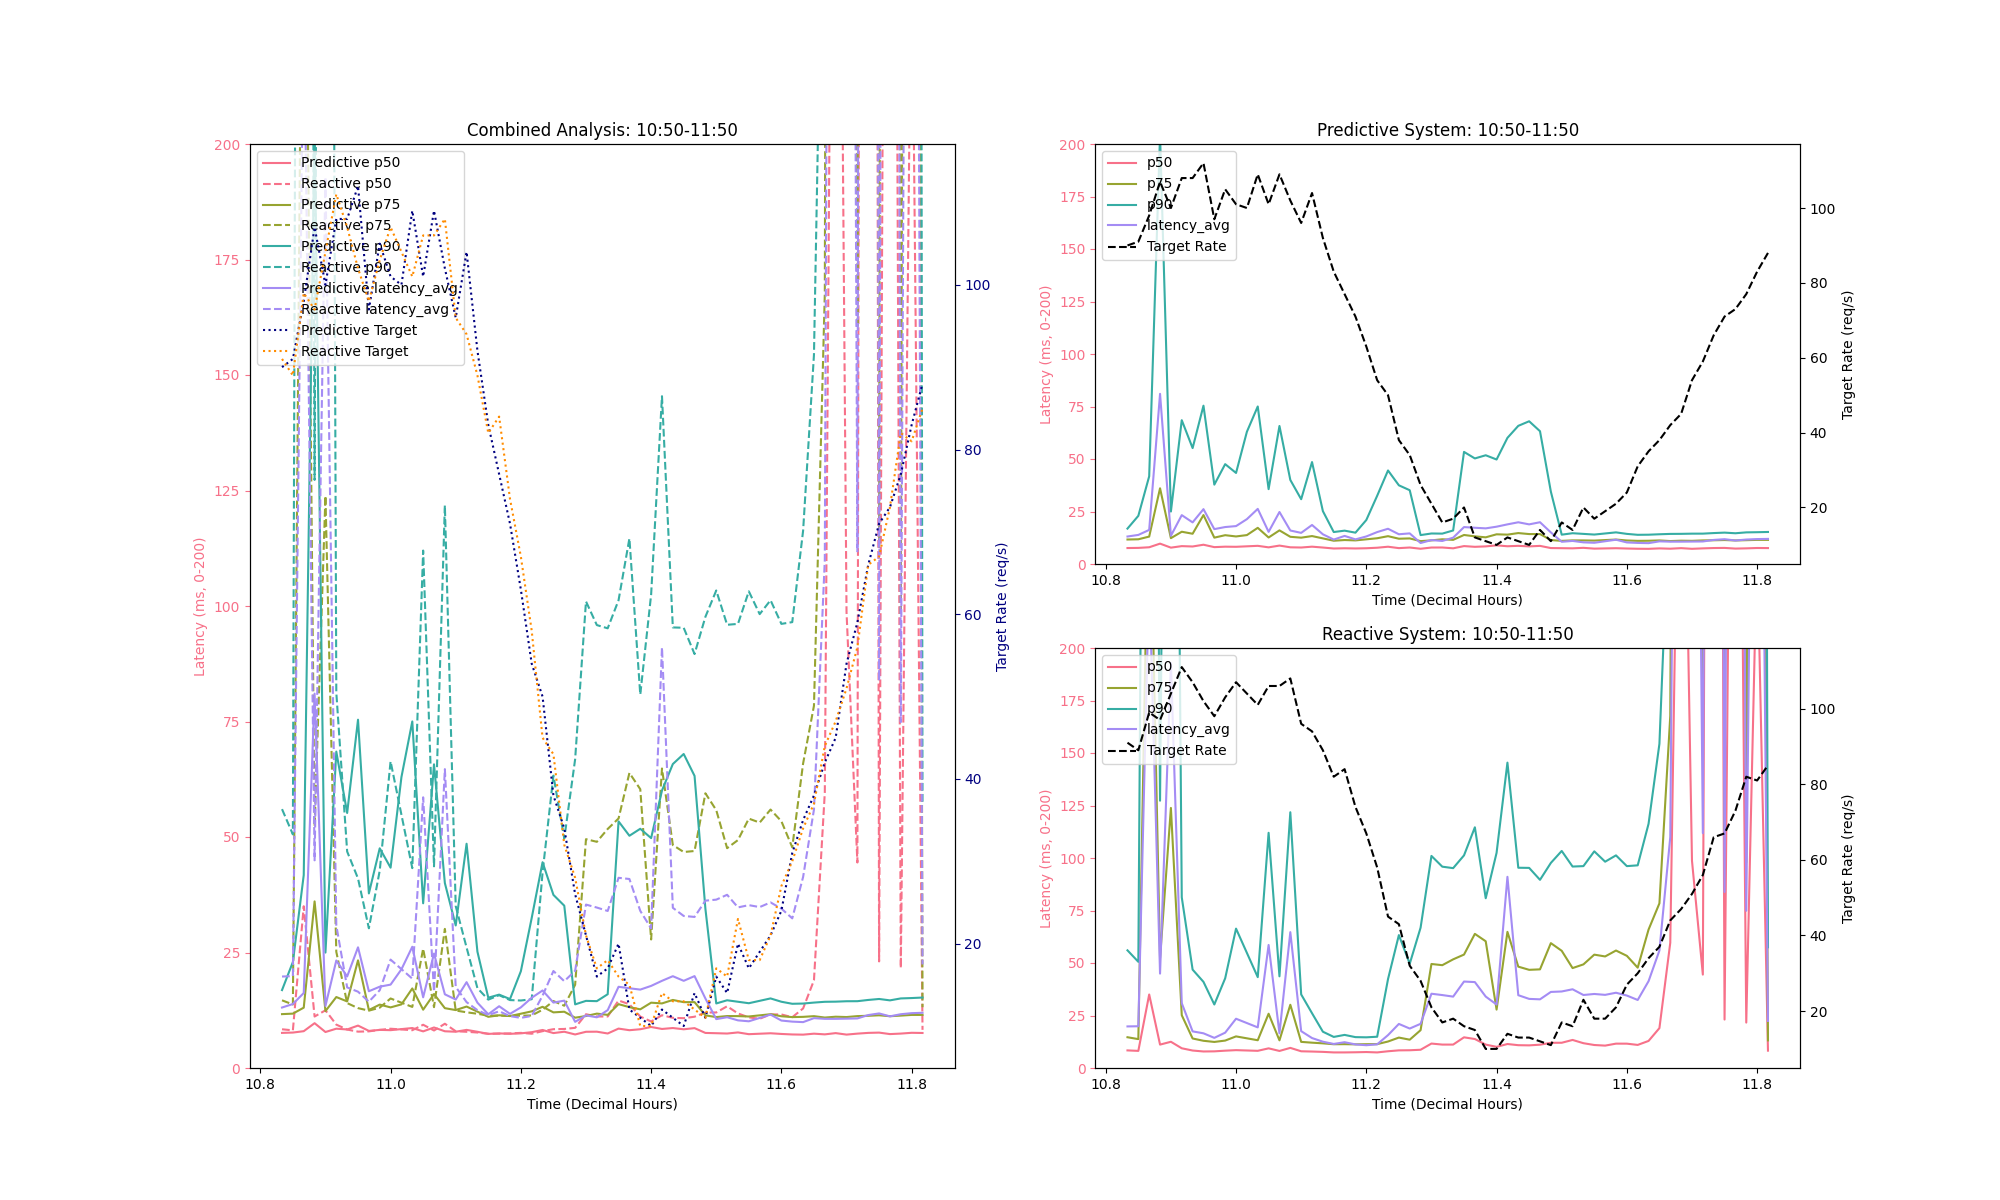 Combined Analysis: 10:50-11:50
Latency (ms, 0-200)
200
175
150
125
100
75
50
25
0
Predictive p50
Reactive p50
Predictive p75
Reactive p75
Predictive p90
Reactive p90
Predictive latency_avg
Reactive latency_avg
Predictive Target
Reactive Target
100
80
60
40
20
Target Rate (req/s)
10.8 11.0 11.2 11.4 11.6 11.8
Time (Decimal Hours)
Predictive System: 10:50-11:50
Latency (ms, 0-200)
200
175
150
125
100
75
50
25
0
p50
p75
p90
latency_avg
Target Rate
100
80
60
40
20
Target Rate (req/s)
10.8 11.0 11.2 11.4 11.6 11.8
Time (Decimal Hours)
Reactive System: 10:50-11:50
Latency (ms, 0-200)
200
175
150
125
100
75
50
25
0
p50
p75
p90
latency_avg
Target Rate
100
80
60
40
20
Target Rate (req/s)
10.8 11.0 11.2 11.4 11.6 11.8
Time (Decimal Hours)